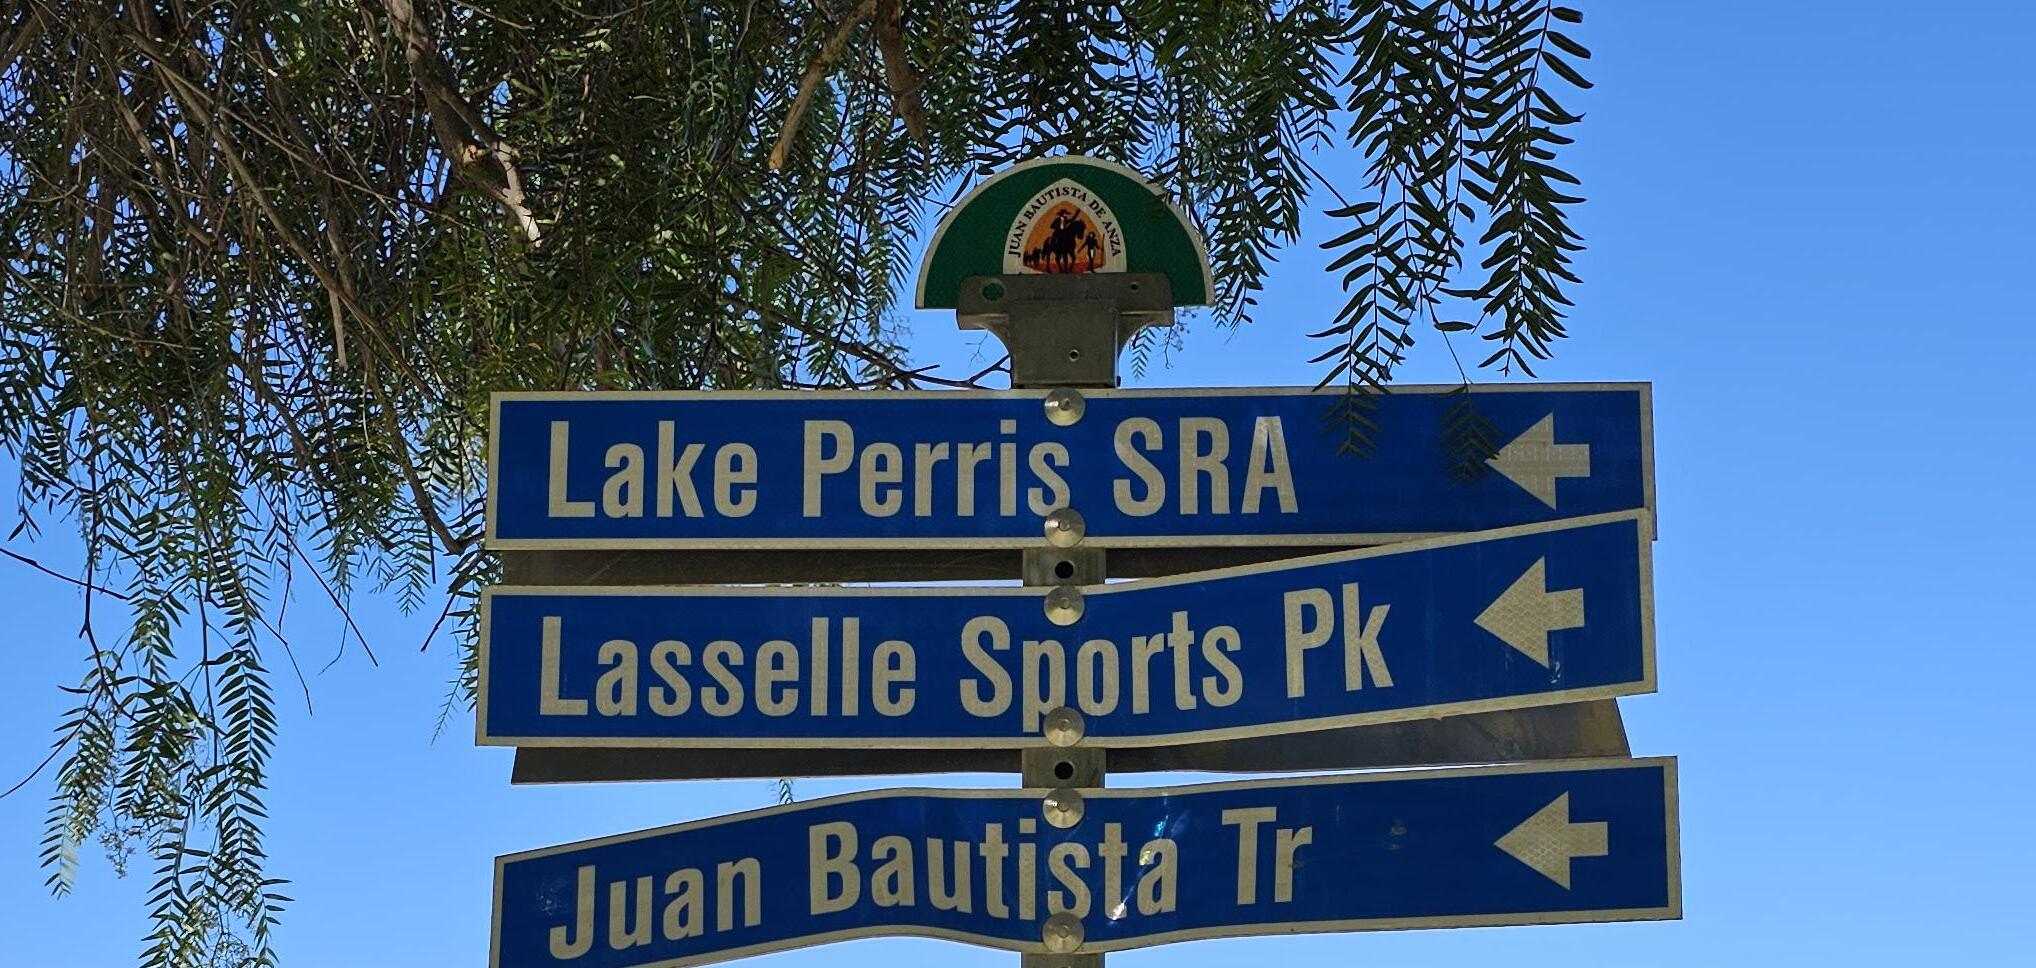 JUAN BAUTISTA DE ANZA
Lake Perris SRA
Lasselle Sports Pk
Juan Bautista Tr